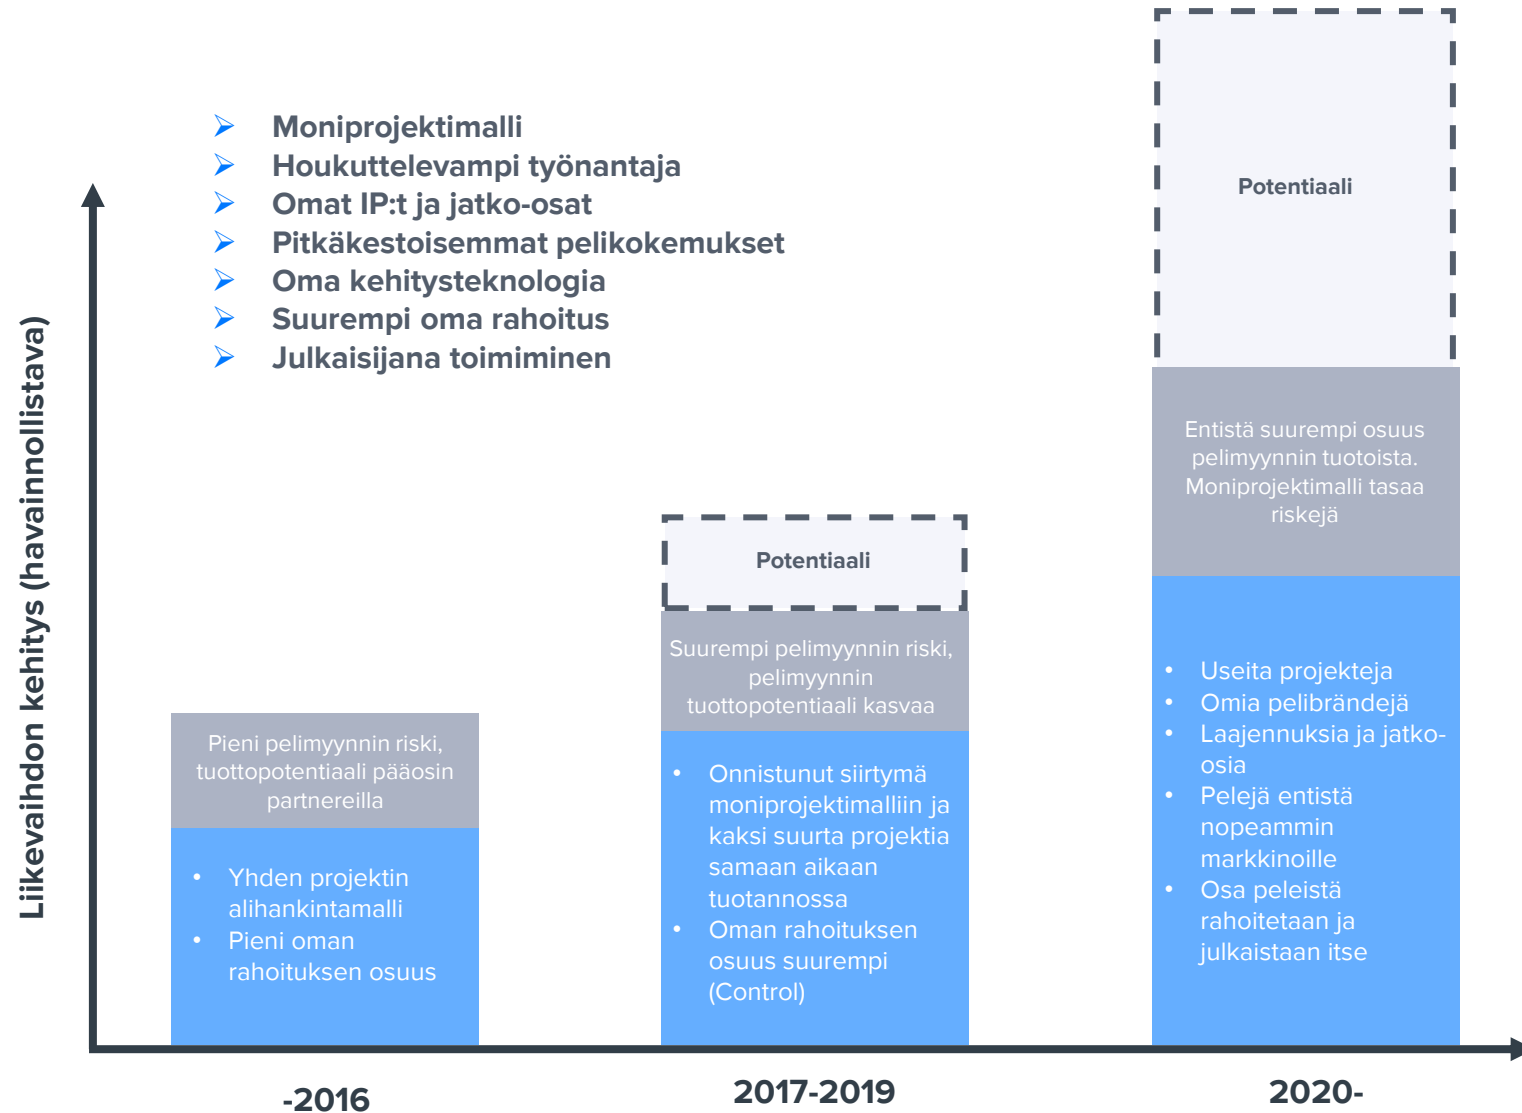 Moniprojektimalli
Houkuttelevampi työnantaja
Omat IP:t ja jatko-osat
Pitkäkestoisemmat pelikokemukset
Oma kehitysteknologia
Suurempi oma rahoitus
Julkaisijana toimiminen
Liikevaihdon kehitys (havainnollistava)
Pieni pelimyynnin riski,
tuottopotentiaali pääosin
partnereilla
• Yhden projektin
alihankintamalli
• Pieni oman
rahoituksen osuus
-2016
Potentiaali
Suurempi pelimyynnin riski,
pelimyynnin
tuottopotentiaali kasvaa
• Onnistunut siirtymä
moniprojektimalliin ja
kaksi suurta projektia
samaan aikaan
tuotannossa
• Oman rahoituksen
osuus suurempi
(Control)
2017-2019
Potentiaali
Entistä suurempi osuus
pelimyynnin tuotoista.
Moniprojektimalli tasaa
riskejä
• Useita projekteja
• Omia pelibrändejä
• Laajennuksia ja jatko-
osia
• Pelejä entistä
nopeammin
markkinoille
• Osa peleistä
rahoitetaan ja
julkaistaan itse
2020-